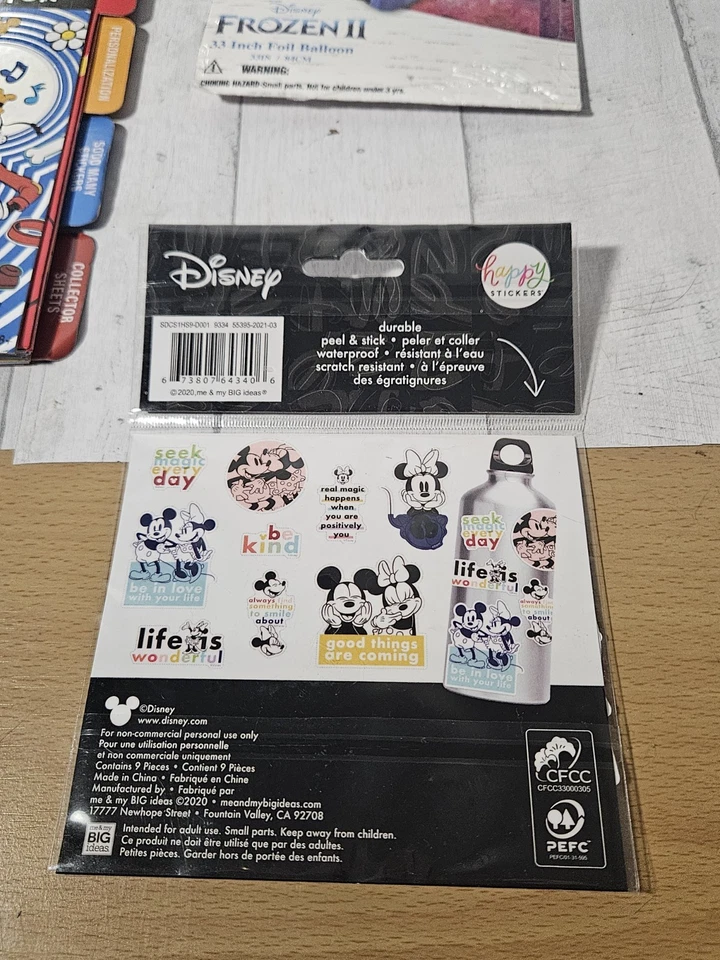 Disney
FROZEN II
33 Inch Foil Balloon
WARNING:
CHOKING HAZARD-Small parts. Not for children under 3 yrs.
PERSONALIZATION
SOOO MANY
STICKERS
COLLECTOR
SHEETS
Disney
happy
STICKERS
SDCS1HS9-D001 9334 55395-2021-03
6 73807 64340 6
©2020,me & my BIG ideas®
durable
peel & stick • peler et coller
waterproof • résistant à l'eau
scratch resistant • à l'épreuve
des égratignures
seek
magic
every
day
real magic
happens
when
you are
positively
you
be
kind
be in love
with your life
always find
something
to smile
about
life is
wonderful
good things
are coming
seek
magic
every
day
life is
wonderful
always find
something
to smile
about
be in love
with your life
©Disney
www.disney.com
For non-commercial personal use only
Pour une utilisation personnelle
et non commerciale uniquement
Contains 9 Pieces • Contient 9 Pièces
Made in China • Fabriqué en Chine
Manufactured by • Fabriqué par
me & my BIG ideas ©2020 • meandmybigideas.com
17777 Newhope Street • Fountain Valley, CA 92708
me & my
BIG
ideas.
Intended for adult use. Small parts. Keep away from children.
Ce produit ne doit être utilisé que par des adultes.
Petites pièces. Garder hors de portée des enfants.
CFCC
CFCC33000305
PEFC
PEFC/01-31-595